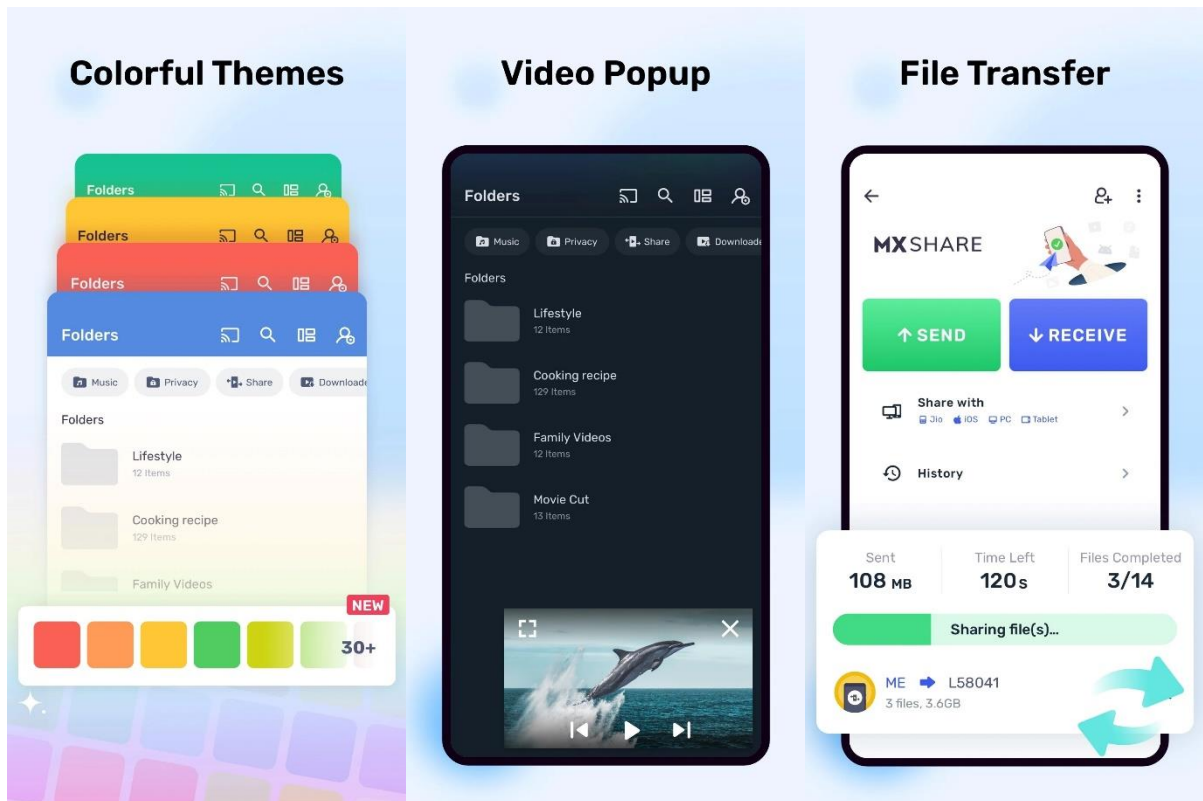 Colorful Themes
Folders
Folders
Folders
Folders
Music Privacy Share Downloade
Folders
Lifestyle
12 Items
Cooking recipe
129 Items
Family Videos
NEW
30+
Video Popup
Folders
Music Privacy Share Downloade
Folders
Lifestyle
12 Items
Cooking recipe
129 Items
Family Videos
12 Items
Movie Cut
13 Items
File Transfer
MXSHARE
SEND RECEIVE
Share with
Jio iOS PC Tablet
History
Sent Time Left Files Completed
108 MB 120 s 3/14
Sharing file(s)...
ME L58041
3 files, 3.6GB